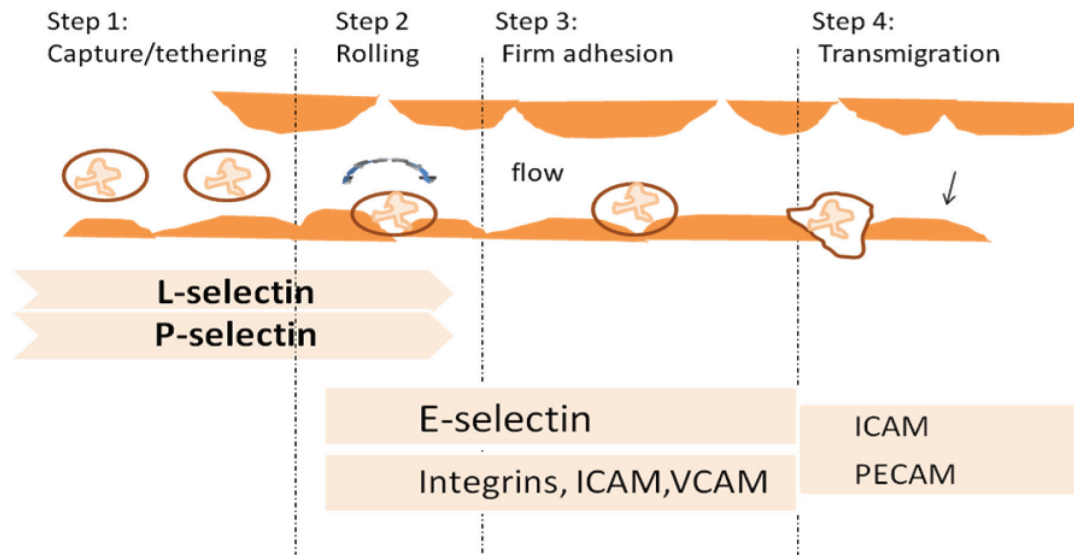 Step 1:
Capture/tethering
Step 2
Rolling
Step 3:
Firm adhesion
Step 4:
Transmigration
flow
L-selectin
P-selectin
E-selectin
Integrins, ICAM,VCAM
ICAM
PECAM